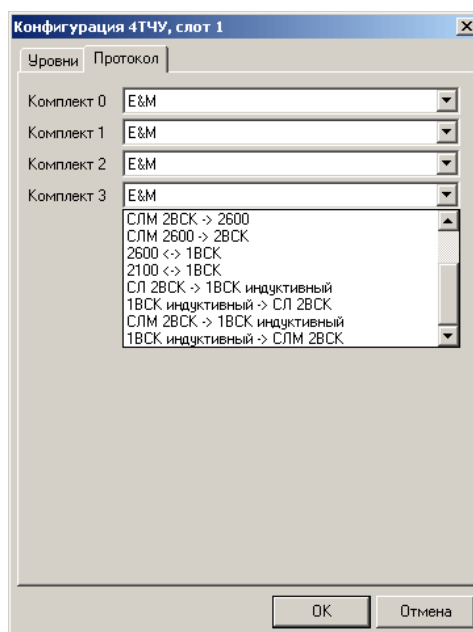 Конфигурация 4ТЧУ, слот 1
Уровни Протокол
Комплект 0 E&M
Комплект 1 E&M
Комплект 2 E&M
Комплект 3 E&M
СЛМ 2ВСК -> 2600
СЛМ 2600 -> 2ВСК
2600 <-> 1ВСК
2100 <-> 1ВСК
СЛ 2ВСК -> 1ВСК индуктивный
1ВСК индуктивный -> СЛ 2ВСК
СЛМ 2ВСК -> 1ВСК индуктивный
1ВСК индуктивный -> СЛМ 2ВСК
OK Отмена